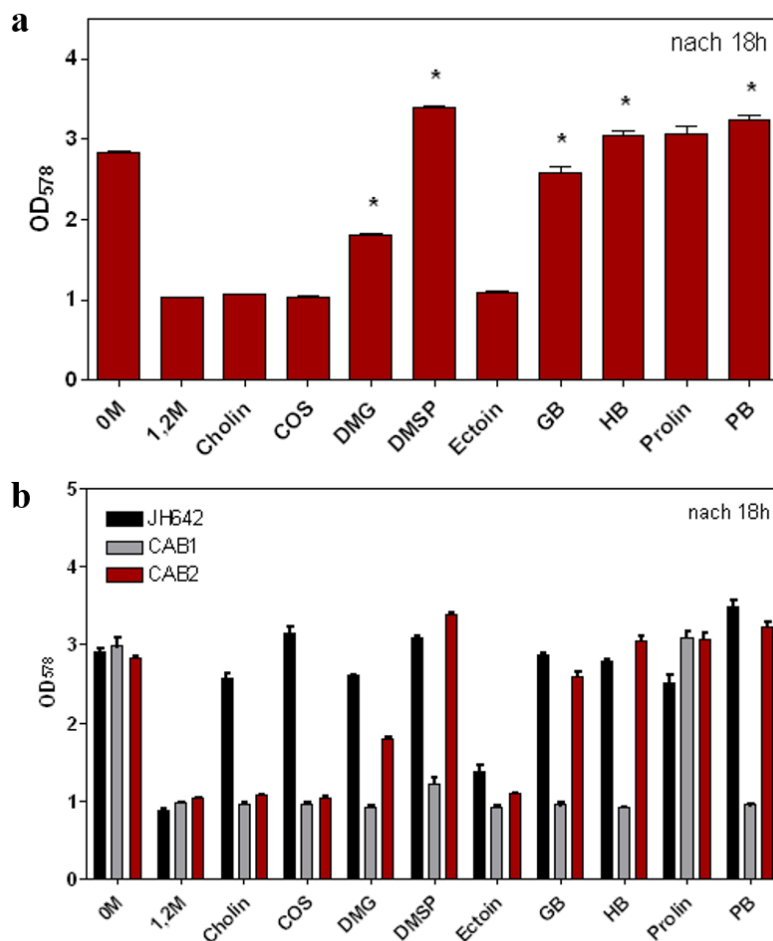 a
nach 18h
OD578
4
3
2
1
0
* * * * *
0M 1,2M Cholin COS DMG DMSP Ectoin GB HB Prolin PB
b
nach 18h
JH642
CAB1
CAB2
OD578
5
4
3
2
1
0
0M 1,2M Cholin COS DMG DMSP Ectoin GB HB Prolin PB